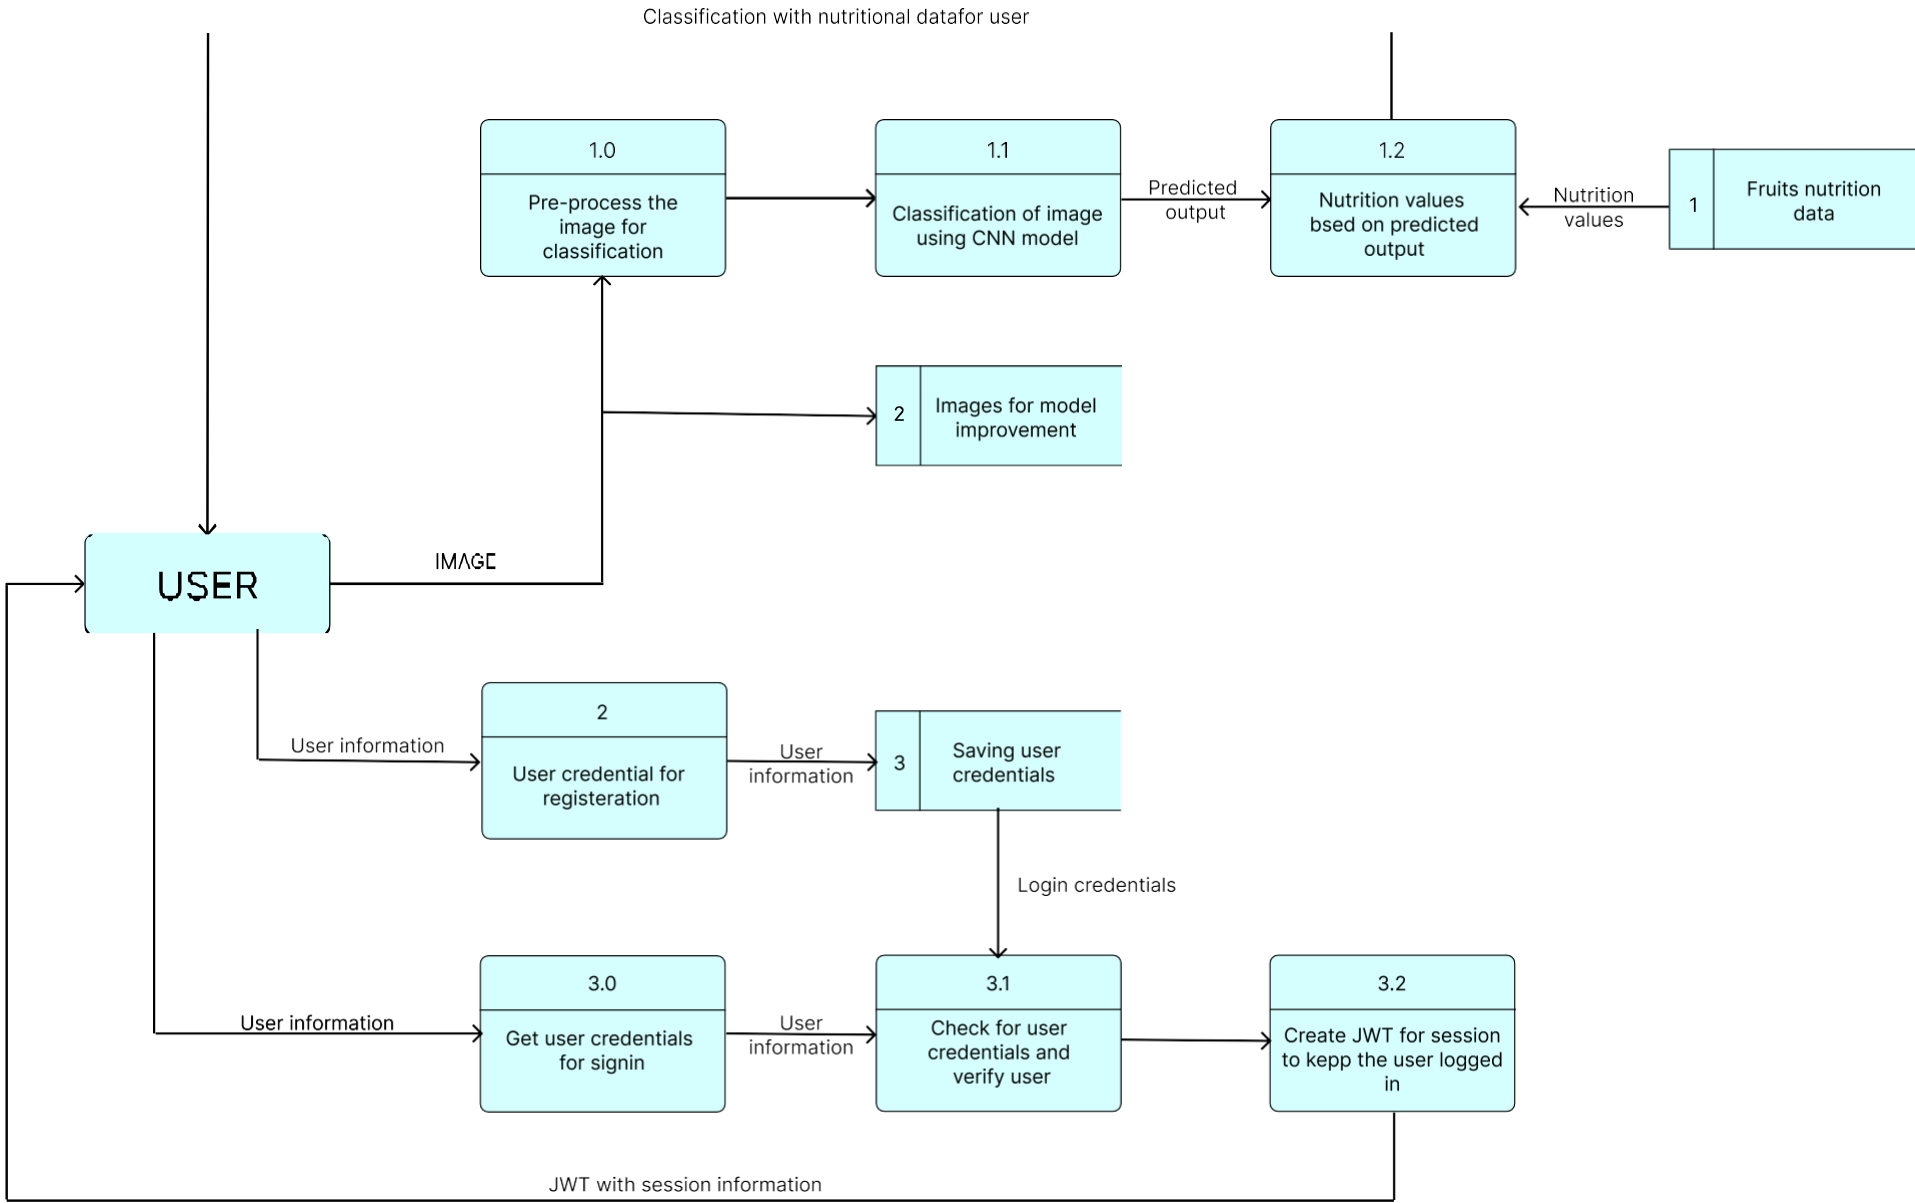 Classification with nutritional datafor user
1.0
Pre-process the
image for
classification
1.1
Classification of image
using CNN model
Predicted
output
1.2
Nutrition values
bsed on predicted
output
Nutrition
values
1
Fruits nutrition
data
2
Images for model
improvement
IMAGE
USER
User information
2
User credential for
registeration
User
information
3
Saving user
credentials
Login credentials
User information
3.0
Get user credentials
for signin
User
information
3.1
Check for user
credentials and
verify user
3.2
Create JWT for session
to kepp the user logged
in
JWT with session information